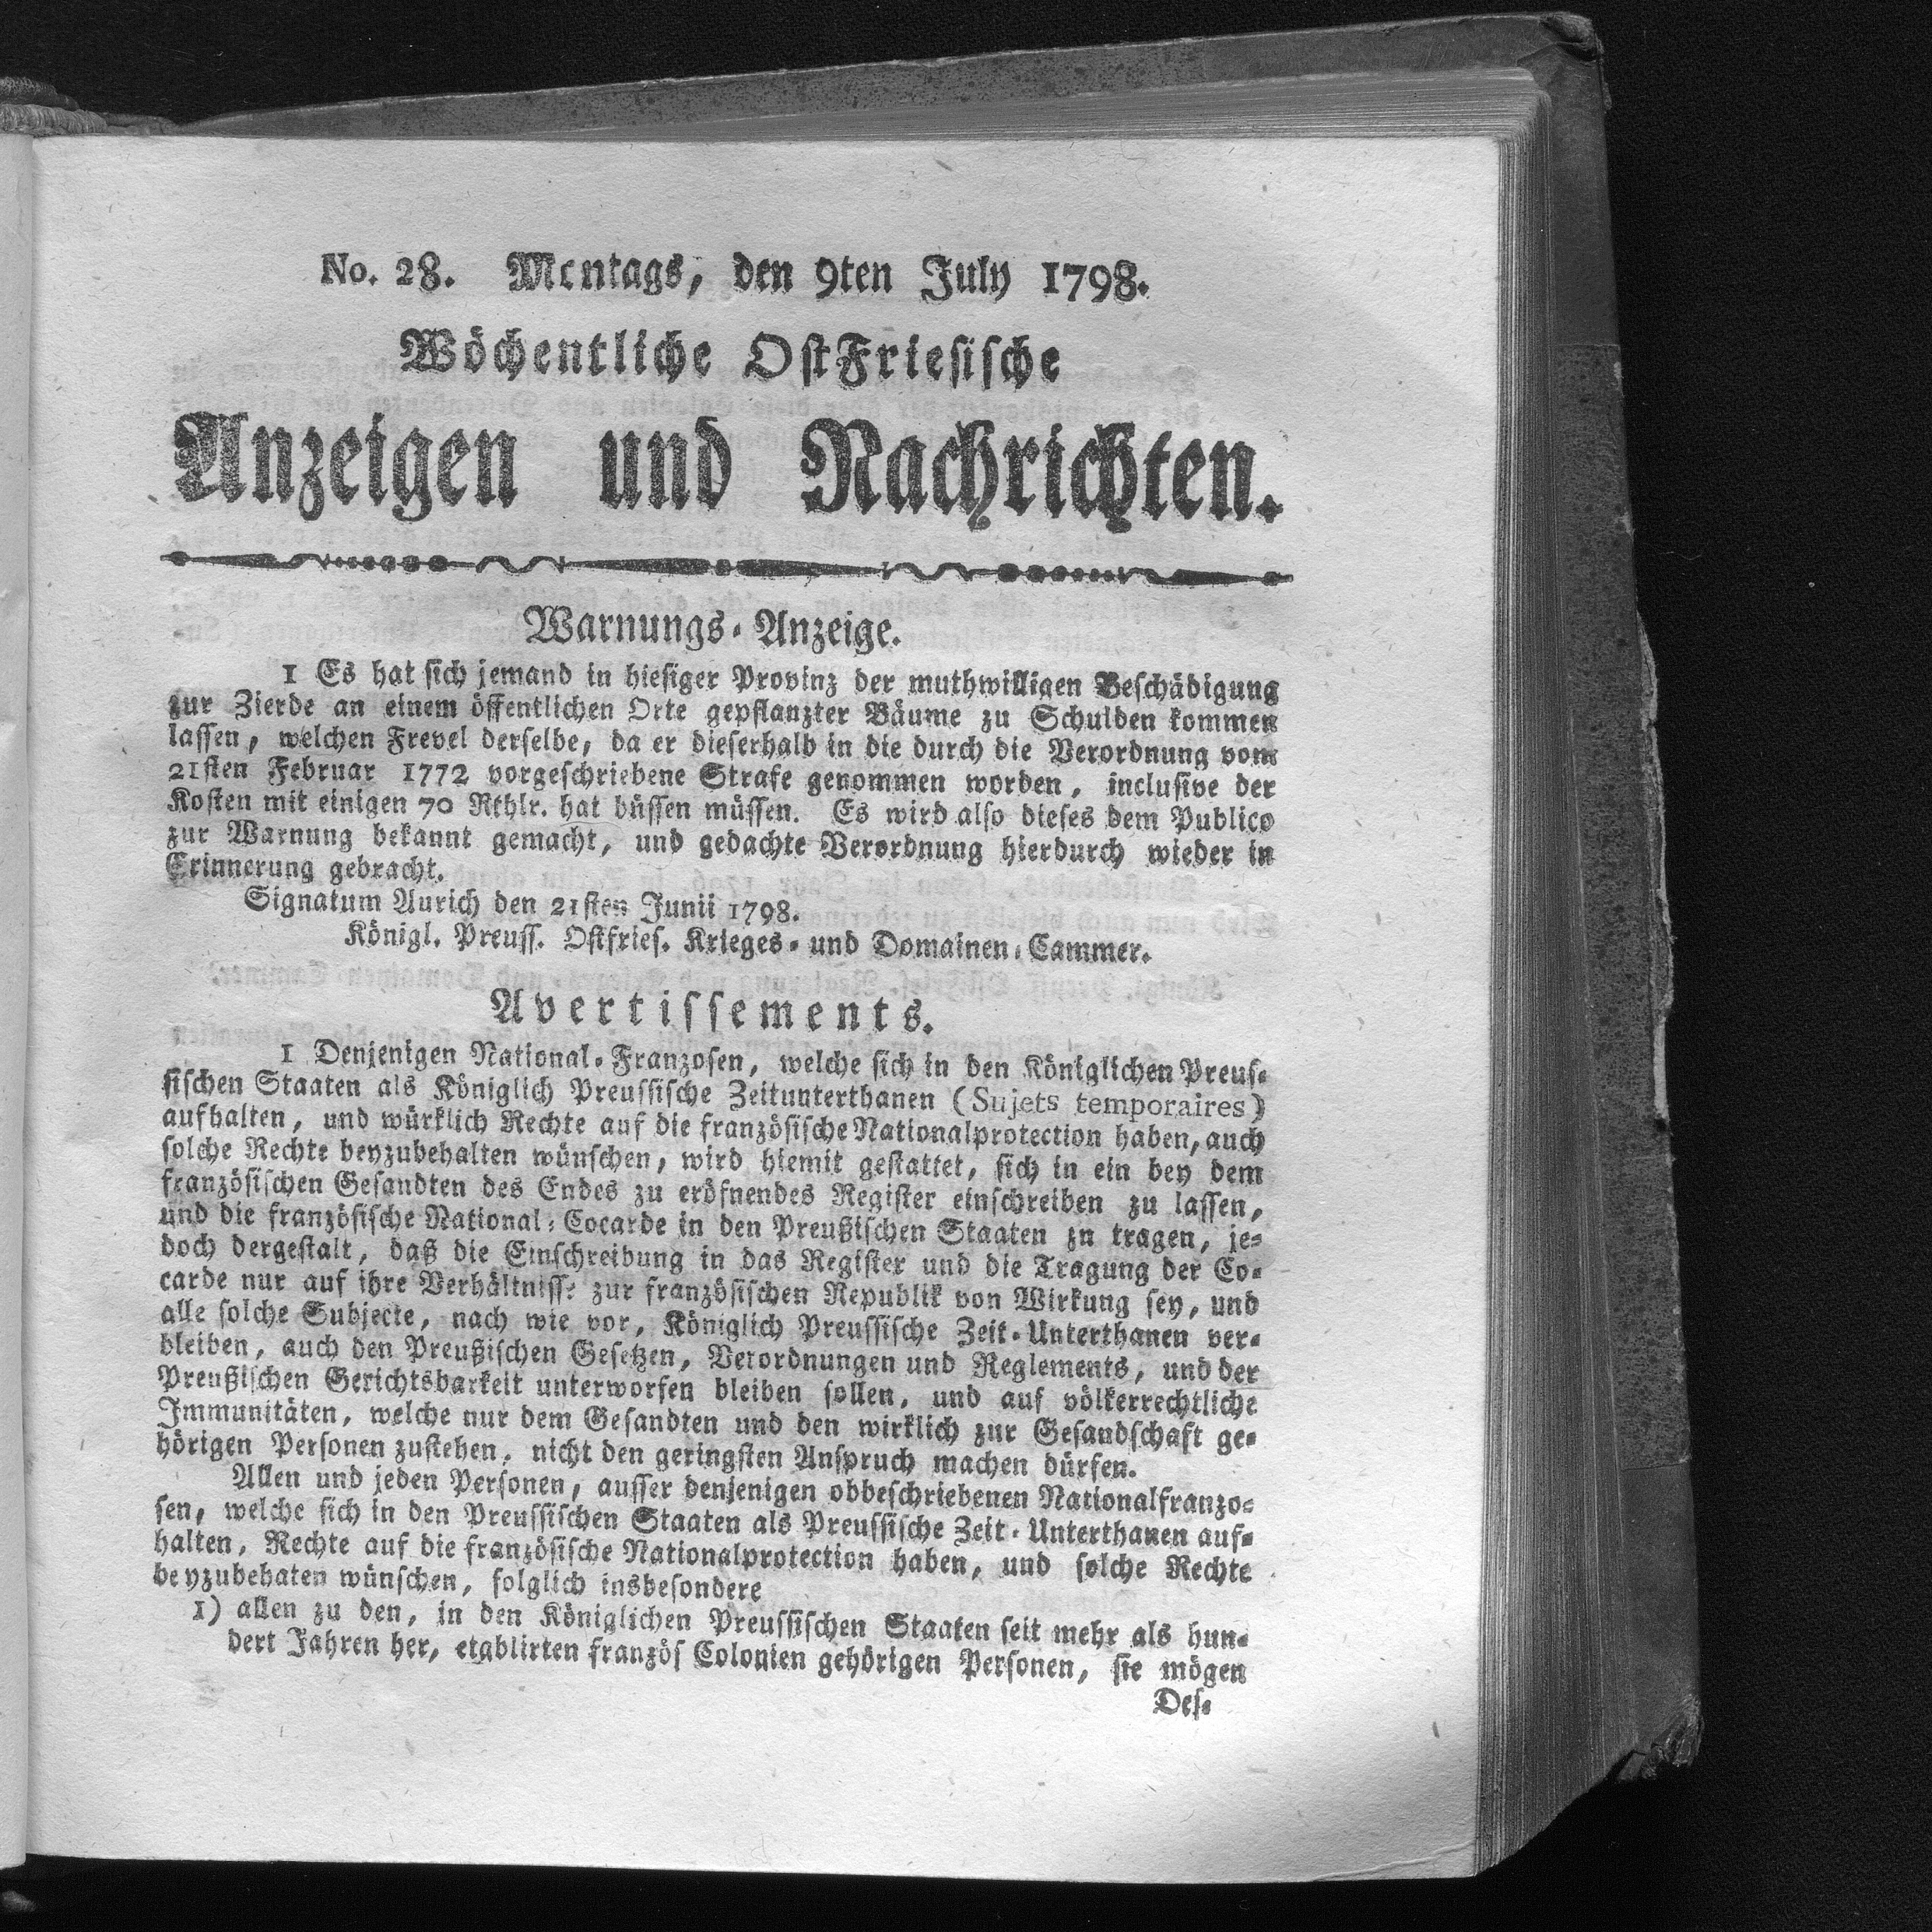 No. 28. Montags, den 9ten July 1798.
Wöchentliche OstFriesische
Anzeigen und Nachrichten.
Warnungs-Anzeige.
1 Es hat sich jemand in hiesiger Provinz der muthwilligen Beschädigung
zur Zierde an einem öffentlichen Orte gepflanzter Bäume zu Schulden kommen
lassen, welchen Frevel derselbe, da er dieserhalb in die durch die Verordnung vom
21sten Februar 1772 vorgeschriebene Strafe genommen worden, inclusive der
Kosten mit einigen 70 Rthlr. hat büssen müssen. Es wird also dieses dem Publico
zur Warnung bekannt gemacht, und gedachte Verordnung hierdurch wieder in
Erinnerung gebracht.
Signatum Aurich den 21sten Junii 1798.
Königl. Preuss. Ostfries. Krieges- und Domainen-Cammer.
Avertissements.
1 Denjenigen National-Franzosen, welche sich in den Königlichen Preus-
sischen Staaten als Königlich Preussische Zeitunterthanen (Sujets temporaires)
aufhalten, und würklich Rechte auf die französische Nationalprotection haben, auch
solche Rechte beyzubehalten wünschen, wird hiemit gestattet, sich in ein bey dem
französischen Gesandten des Endes zu eröfnendes Register einschreiben zu lassen,
und die französische National-Cocarde in den Preußischen Staaten zu tragen, je-
doch dergestalt, daß die Einschreibung in das Register und die Tragung der Co-
carde nur auf ihre Verhältnisse zur französischen Republik von Wirkung sey, und
alle solche Subjecte, nach wie vor, Königlich Preussische Zeit-Unterthanen ver-
bleiben, auch den Preußischen Gesetzen, Verordnungen und Reglements, und der
Preußischen Gerichtsbarkeit unterworfen bleiben sollen, und auf völkerrechtliche
Immunitäten, welche nur dem Gesandten und den wirklich zur Gesandschaft ge-
hörigen Personen zustehen, nicht den geringsten Anspruch machen dürfen.
Allen und jeden Personen, ausser denjenigen obbeschriebenen Nationalfranzo-
sen, welche sich in den Preussischen Staaten als Preussische Zeit-Unterthanen auf-
halten, Rechte auf die französische Nationalprotection haben, und solche Rechte
beyzubehaten wünschen, folglich insbesondere
1) allen zu den, in den Königlichen Preussischen Staaten seit mehr als hun-
dert Jahren her, etablirten französ Colonien gehörigen Personen, sie mögen
Des-